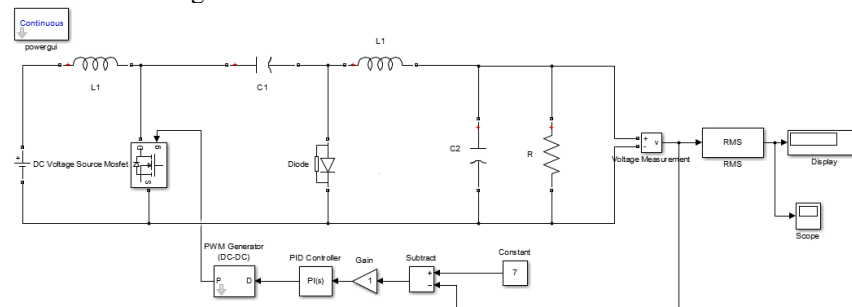 Continuous
powergui
L1
C1
L1
DC Voltage Source
Mosfet
g
D
S
Diode
C2
R
+
-
v
Voltage Measurement
RMS
RMS
Display
Scope
PWM Generator
(DC-DC)
P
D
PID Controller
PI(s)
Gain
1
Subtract
+
−
Constant
7